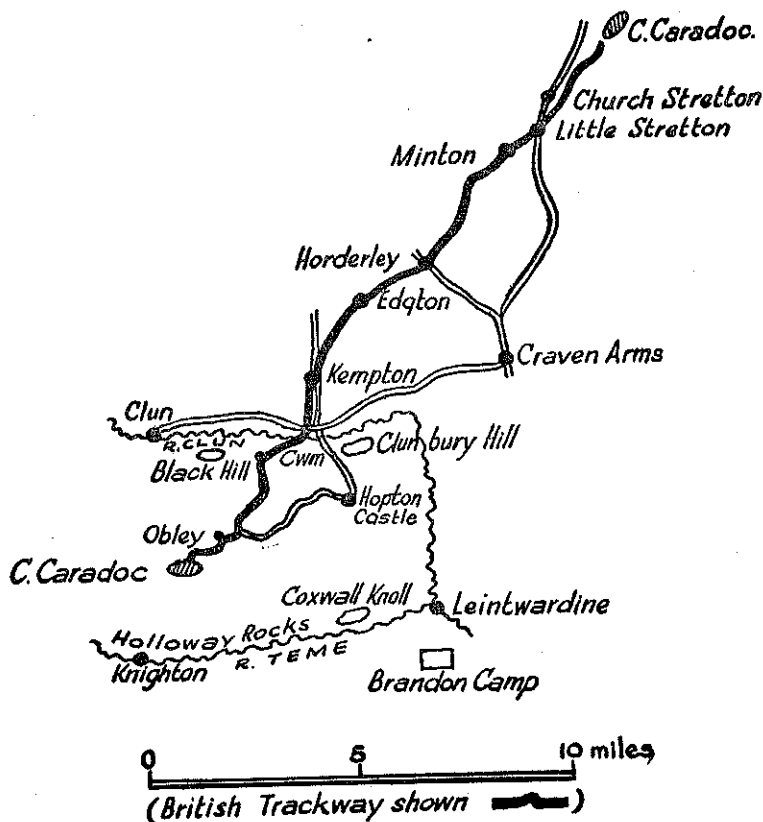 C. Caradoc.
Church Stretton
Little Stretton
Minton
Horderley
Edgton
Kempton
Craven Arms
Clun
R. CLUN
Cwm
Clunbury Hill
Black Hill
Hopton
Castle
Obley
C. Caradoc
Coxwall Knoll
Leintwardine
Holloway Rocks
R. TEME
Knighton
Brandon Camp
0 5 10 miles
(British Trackway shown )